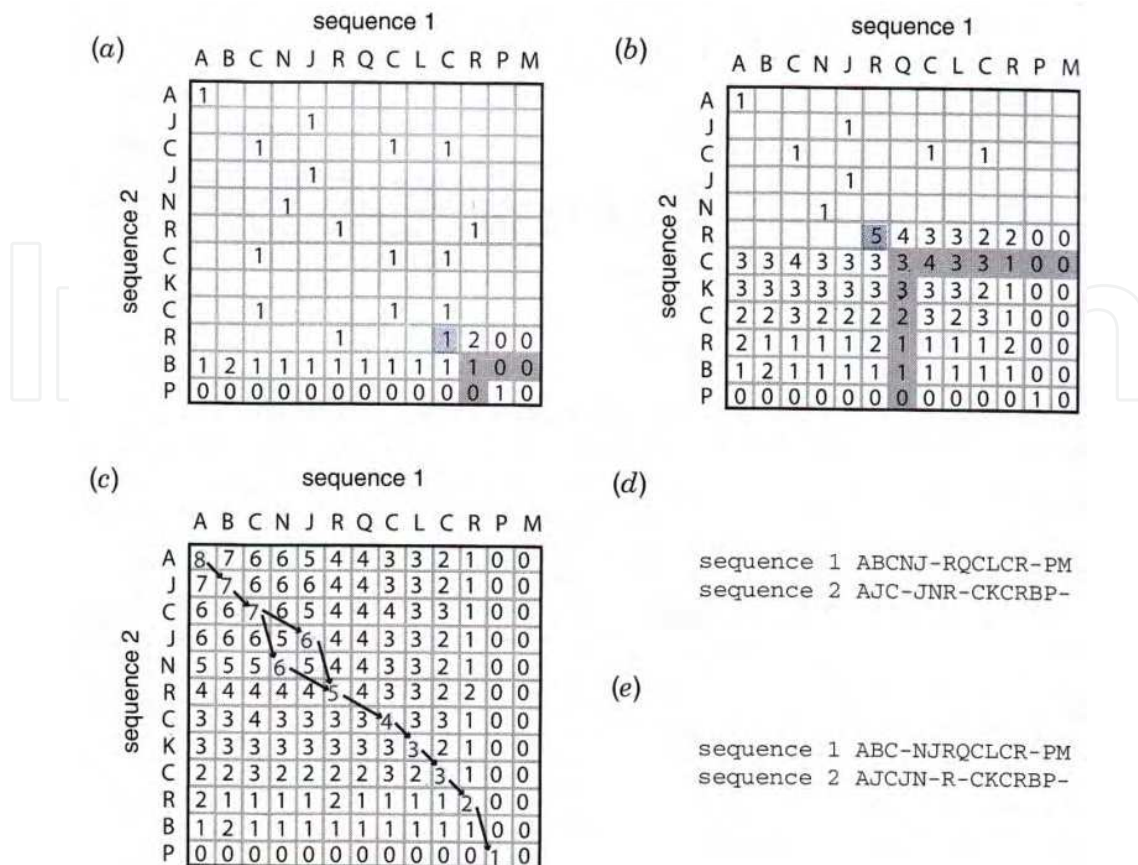 (a)
sequence 1
A B C N J R Q C L C R P M
sequence 2
A 1
J 1
C 1 1 1
J 1
N 1
R 1 1
C 1 1 1
K
C 1 1 1
R 1 1 2 0 0
B 1 2 1 1 1 1 1 1 1 1 1 0 0
P 0 0 0 0 0 0 0 0 0 0 0 1 0
(b)
sequence 1
A B C N J R Q C L C R P M
sequence 2
A 1
J 1
C 1 1 1
J 1
N 1
R 5 4 3 3 2 2 0 0
C 3 3 4 3 3 3 3 4 3 3 1 0 0
K 3 3 3 3 3 3 3 3 3 2 1 0 0
C 2 2 3 2 2 2 2 3 2 3 1 0 0
R 2 1 1 1 1 2 1 1 1 1 2 0 0
B 1 2 1 1 1 1 1 1 1 1 1 0 0
P 0 0 0 0 0 0 0 0 0 0 0 1 0
(c)
sequence 1
A B C N J R Q C L C R P M
sequence 2
A 8 7 6 6 5 4 4 3 3 2 1 0 0
J 7 7 6 6 6 4 4 3 3 2 1 0 0
C 6 6 7 6 5 4 4 4 3 3 1 0 0
J 6 6 6 5 6 4 4 3 3 2 1 0 0
N 5 5 5 6 5 4 4 3 3 2 1 0 0
R 4 4 4 4 4 5 4 3 3 2 2 0 0
C 3 3 4 3 3 3 3 4 3 3 1 0 0
K 3 3 3 3 3 3 3 3 3 2 1 0 0
C 2 2 3 2 2 2 2 3 2 3 1 0 0
R 2 1 1 1 1 2 1 1 1 1 2 0 0
B 1 2 1 1 1 1 1 1 1 1 1 0 0
P 0 0 0 0 0 0 0 0 0 0 0 1 0
(d)
sequence 1 ABCNJ-RQCLCR-PM
sequence 2 AJC-JNR-CKCRBP-
(e)
sequence 1 ABC-NJRQCLCR-PM
sequence 2 AJCJN-R-CKCRBP-